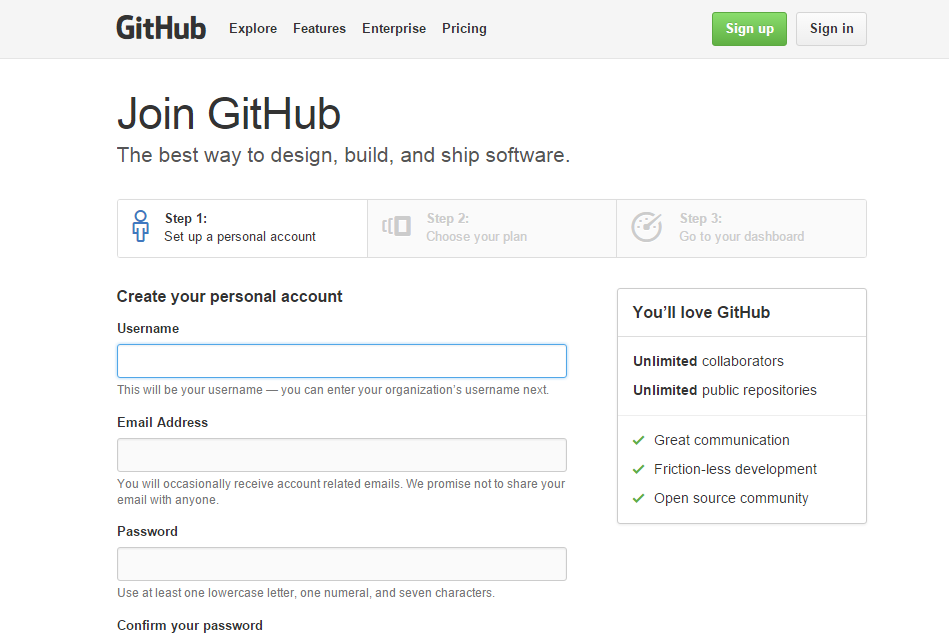 GitHub Explore Features Enterprise Pricing Sign up Sign in
Join GitHub
The best way to design, build, and ship software.
Step 1:
Set up a personal account
Step 2:
Choose your plan
Step 3:
Go to your dashboard
Create your personal account
Username
This will be your username — you can enter your organization’s username next.
Email Address
You will occasionally receive account related emails. We promise not to share your
email with anyone.
Password
Use at least one lowercase letter, one numeral, and seven characters.
Confirm your password
You’ll love GitHub
Unlimited collaborators
Unlimited public repositories
Great communication
Friction-less development
Open source community